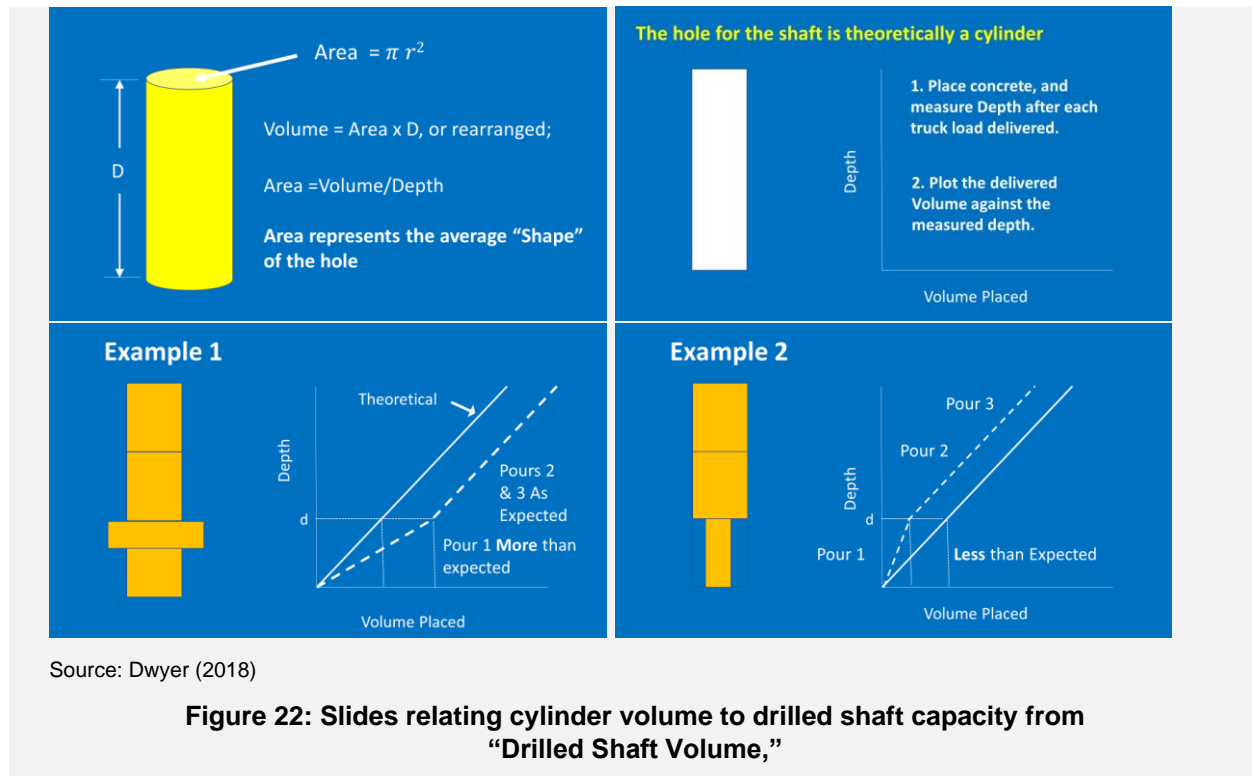 Area = π r²
D
Volume = Area x D, or rearranged;
Area =Volume/Depth
Area represents the average “Shape”
of the hole
The hole for the shaft is theoretically a cylinder
1. Place concrete, and
measure Depth after each
truck load delivered.
2. Plot the delivered
Volume against the
measured depth.
Depth
Volume Placed
Example 1
Theoretical
Depth
d
Pours 2
& 3 As
Expected
Pour 1 More than
expected
Volume Placed
Example 2
Pour 3
Pour 2
Depth
d
Pour 1
Less than Expected
Volume Placed
Source: Dwyer (2018)
Figure 22: Slides relating cylinder volume to drilled shaft capacity from
“Drilled Shaft Volume,”